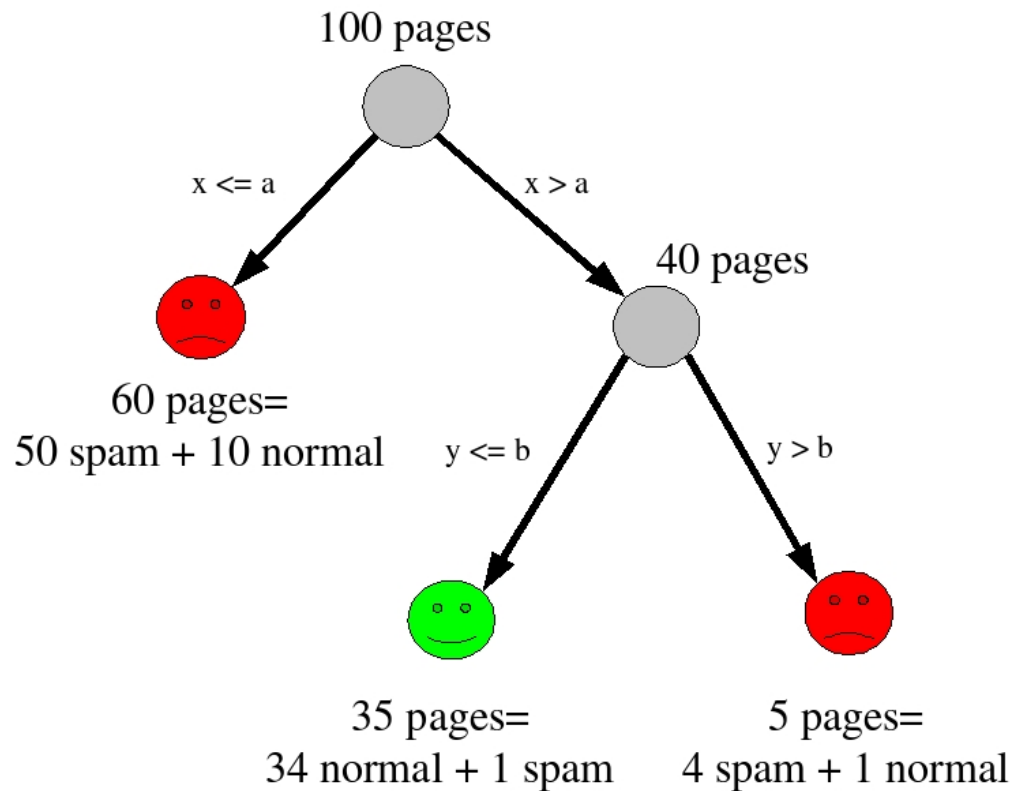 100 pages
x <= a
x > a
40 pages
60 pages=
50 spam + 10 normal
y <= b
y > b
35 pages=
34 normal + 1 spam
5 pages=
4 spam + 1 normal